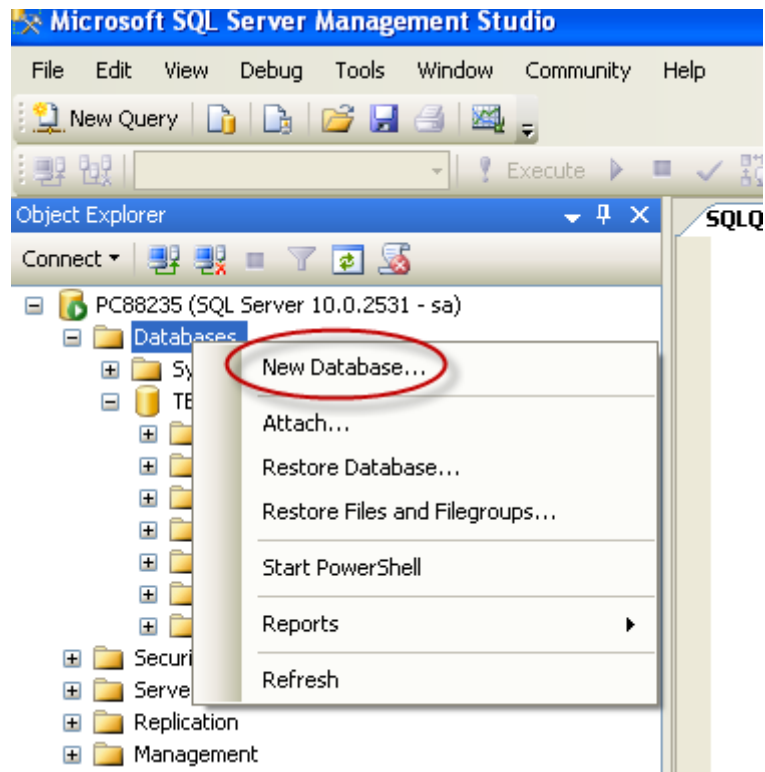 Microsoft SQL Server Management Studio
File Edit View Debug Tools Window Community Help
New Query
Execute
Object Explorer
Connect
PC88235 (SQL Server 10.0.2531 - sa)
Databases
New Database...
Attach...
Restore Database...
Restore Files and Filegroups...
Start PowerShell
Reports
Refresh
Replication
Management